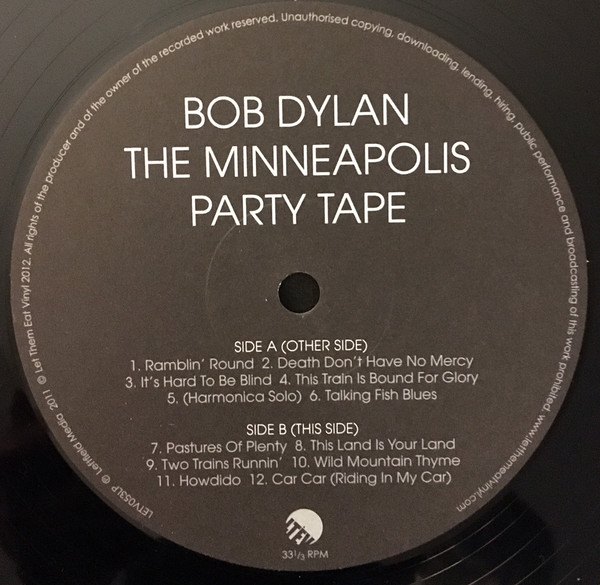 BOB DYLAN
THE MINNEAPOLIS
PARTY TAPE
SIDE A (OTHER SIDE)
1. Ramblin' Round 2. Death Don't Have No Mercy
3. It's Hard To Be Blind 4. This Train Is Bound For Glory
5. (Harmonica Solo) 6. Talking Fish Blues
SIDE B (THIS SIDE)
7. Pastures Of Plenty 8. This Land Is Your Land
9. Two Trains Runnin' 10. Wild Mountain Thyme
11. Howdido 12. Car Car (Riding In My Car)
LTEV
33 1/3 RPM
LETV053LP ℗ Leftfield Media 2011 © Let Them Eat Vinyl 2012. All rights of the producer and of the owner of the recorded work reserved. Unauthorised copying, downloading, lending, hiring, public performance and broadcasting of this work prohibited. www.letthemeatvinyl.com